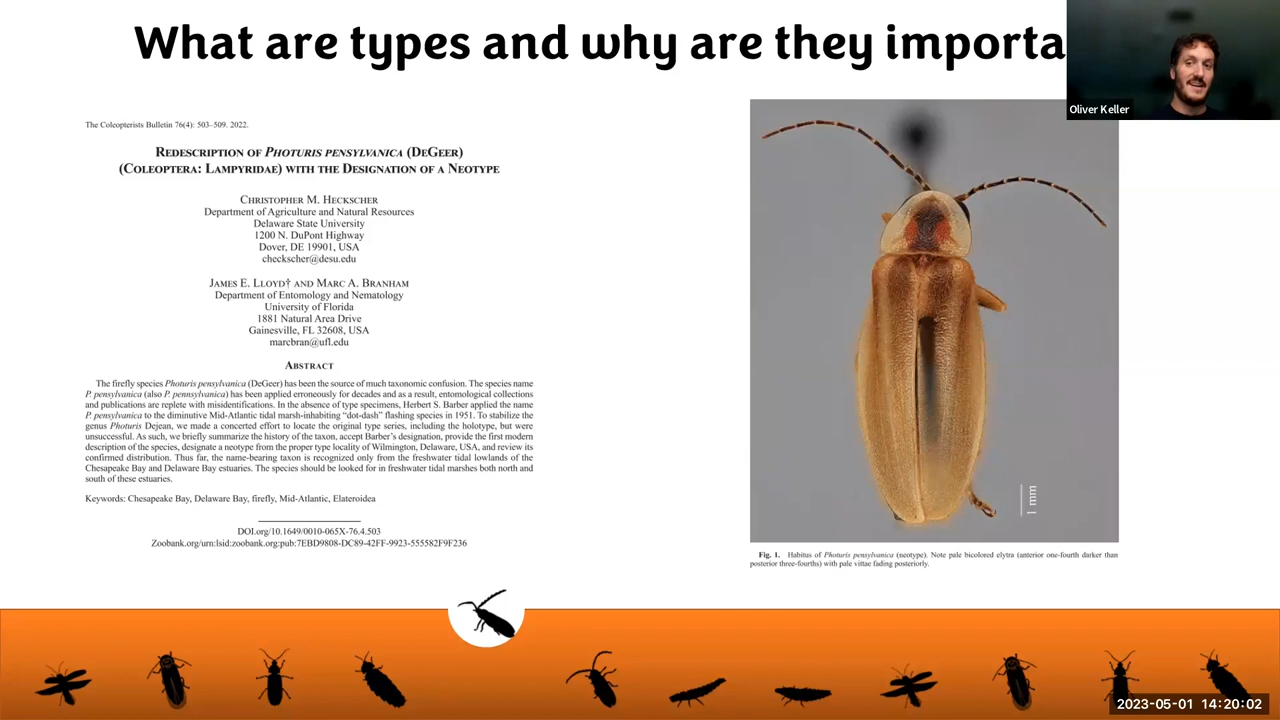 What are types and why are they importa
Oliver Keller
The Coleopterists Bulletin 76(4): 503–509. 2022.
Redescription of Photuris pensylvanica (DeGeer)
(Coleoptera: Lampyridae) with the Designation of a Neotype
Christopher M. Heckscher
Department of Agriculture and Natural Resources
Delaware State University
1200 N. DuPont Highway
Dover, DE 19901, USA
checkscher@desu.edu
James E. Lloyd† and Marc A. Branham
Department of Entomology and Nematology
University of Florida
1881 Natural Area Drive
Gainesville, FL 32608, USA
marcbran@ufl.edu
Abstract
The firefly species Photuris pensylvanica (DeGeer) has been the source of much taxonomic confusion. The species name
P. pensylvanica (also P. pennsylvanica) has been applied erroneously for decades and as a result, entomological collections
and publications are replete with misidentifications. In the absence of type specimens, Herbert S. Barber applied the name
P. pensylvanica to the diminutive Mid-Atlantic tidal marsh-inhabiting “dot-dash” flashing species in 1951. To stabilize the
genus Photuris Dejean, we made a concerted effort to locate the original type series, including the holotype, but were
unsuccessful. As such, we briefly summarize the history of the taxon, accept Barber’s designation, provide the first modern
description of the species, designate a neotype from the proper type locality of Wilmington, Delaware, USA, and review its
confirmed distribution. Thus far, the name-bearing taxon is recognized only from the freshwater tidal lowlands of the
Chesapeake Bay and Delaware Bay estuaries. The species should be looked for in freshwater tidal marshes both north and
south of these estuaries.
Keywords: Chesapeake Bay, Delaware Bay, firefly, Mid-Atlantic, Elateroidea
DOI.org/10.1649/0010-065X-76.4.503
Zoobank.org/urn:lsid:zoobank.org:pub:7EBD9808-DC89-42FF-9923-555582F9F236
1 mm
Fig. 1. Habitus of Photuris pensylvanica (neotype). Note pale bicolored elytra (anterior one-fourth darker than
posterior three-fourths) with pale vittae fading posteriorly.
2023-05-01 14:20:02